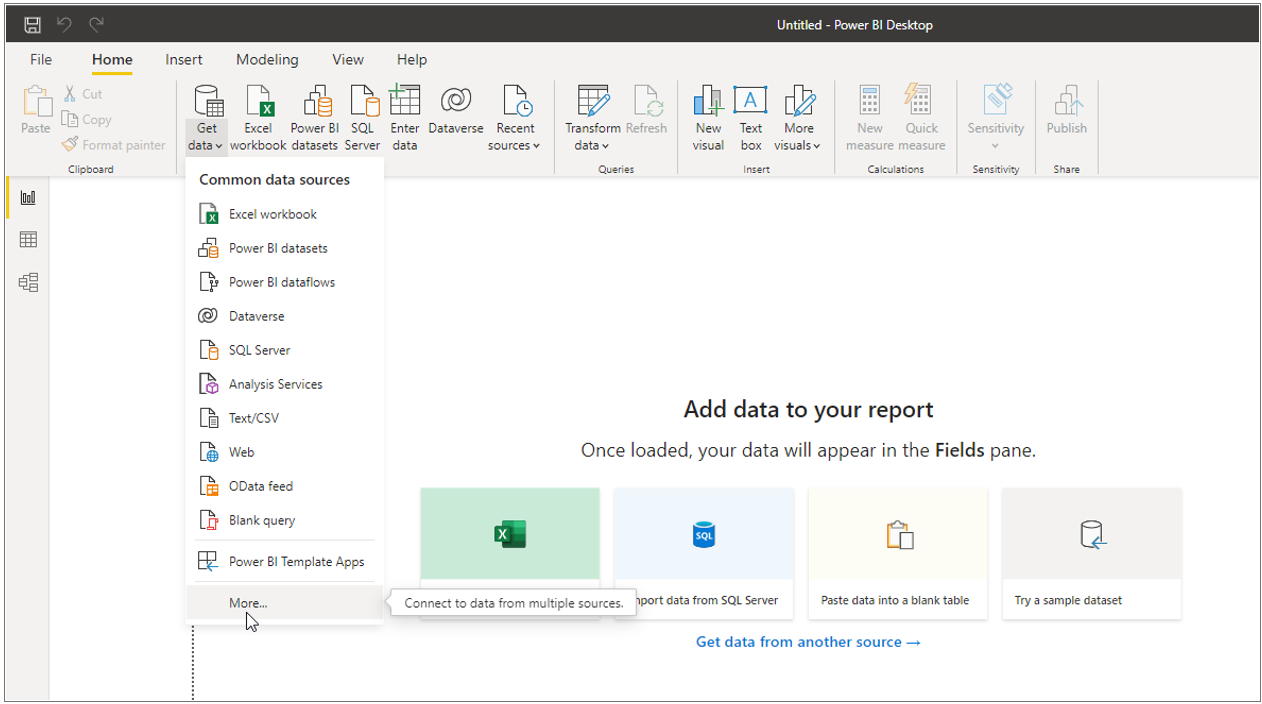 Untitled - Power BI Desktop
File Home Insert Modeling View Help
Paste
Cut
Copy
Format painter
Clipboard
Get data
Excel workbook
Power BI datasets
SQL Server
Enter data
Dataverse
Recent sources
Transform data
Refresh
Queries
New visual
Text box
More visuals
Insert
New measure
Quick measure
Calculations
Sensitivity
Sensitivity
Publish
Share
Common data sources
Excel workbook
Power BI datasets
Power BI dataflows
Dataverse
SQL Server
Analysis Services
Text/CSV
Web
OData feed
Blank query
Power BI Template Apps
More...
Connect to data from multiple sources.
Add data to your report
Once loaded, your data will appear in the Fields pane.
SQL
data from SQL Server
Paste data into a blank table
Try a sample dataset
Get data from another source →